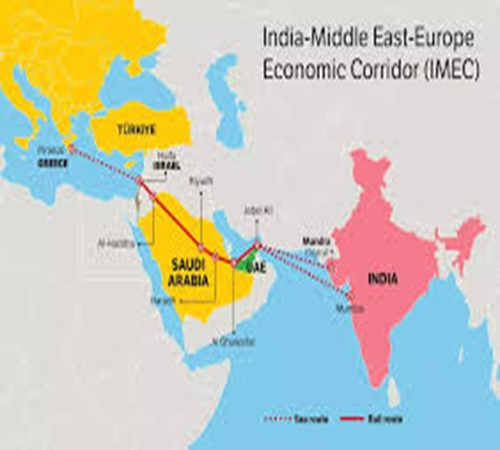 India-Middle East-Europe
Economic Corridor (IMEC)
TÜRKIYE
Piraeus
GREECE
Haifa
ISRAEL
Riyadh
Al-Haditha
Jebel Ali
SAUDI
ARABIA
UAE
Haradh
Al Ghuwaifat
Mundra
INDIA
Mumbai
Sea route
Rail route